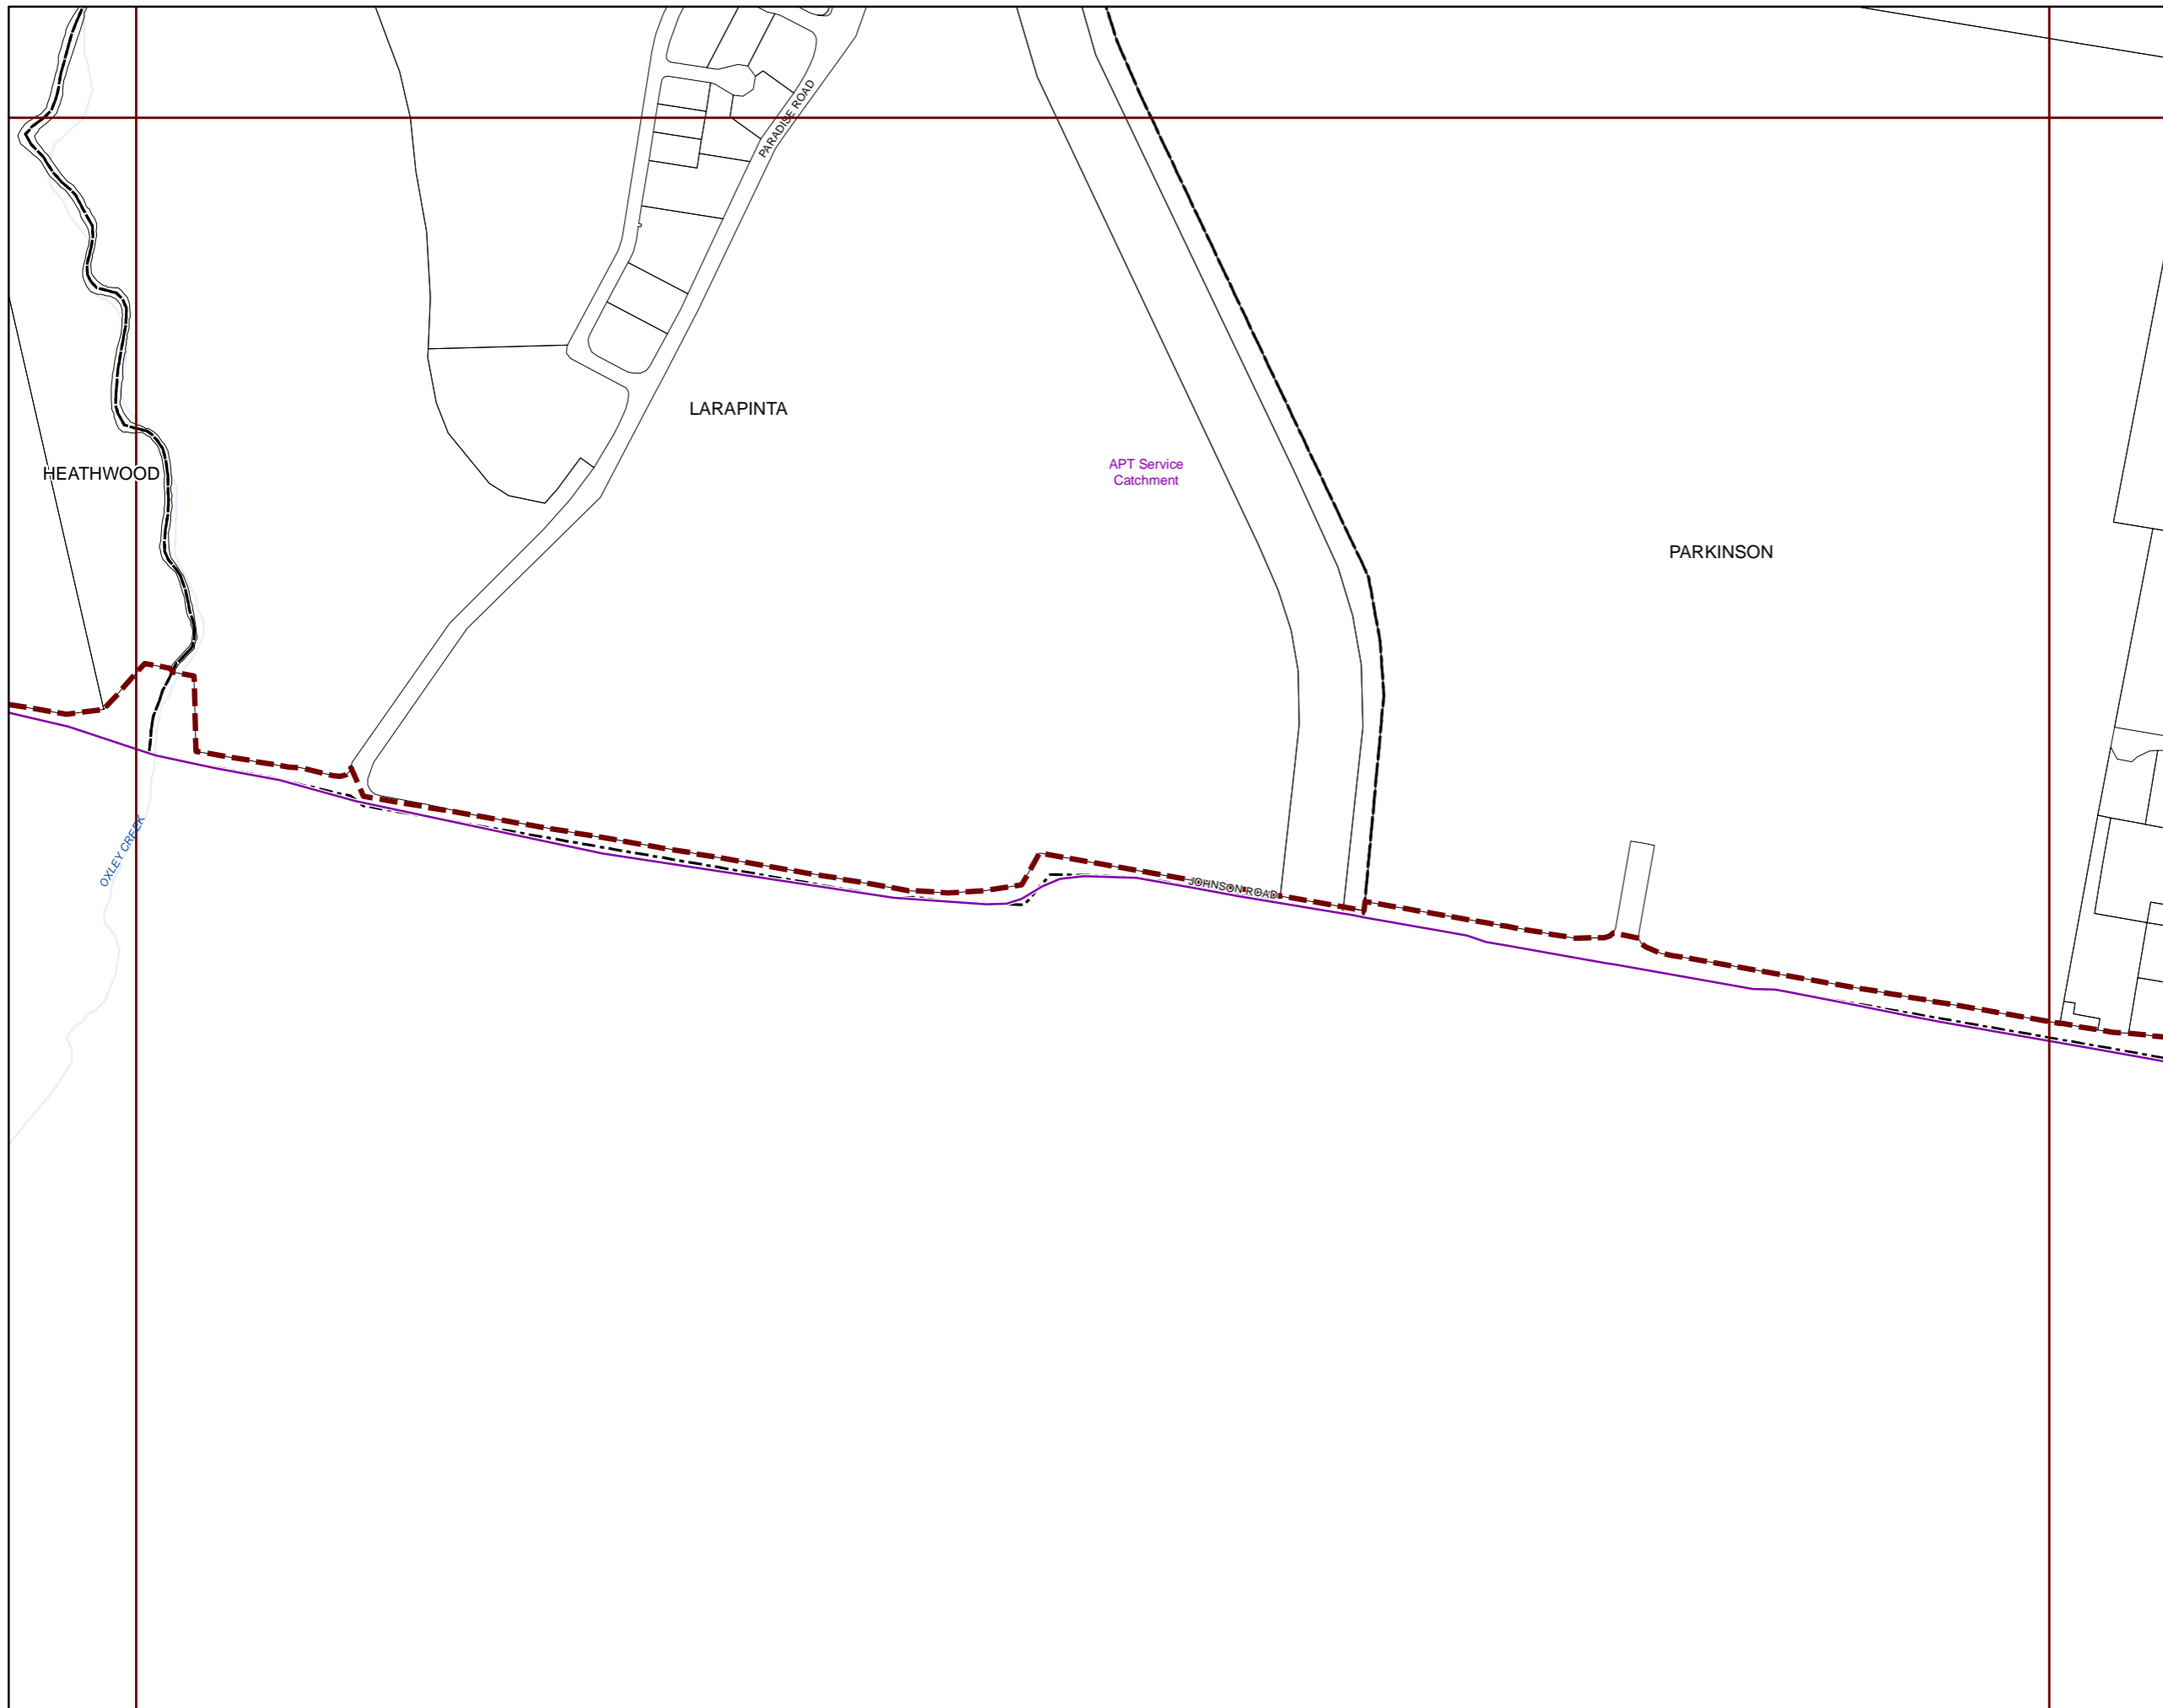 PARADISE ROAD
LARAPINTA
HEATHWOOD
APT Service
Catchment
PARKINSON
OXLEY CREEK
JOHNSON ROAD